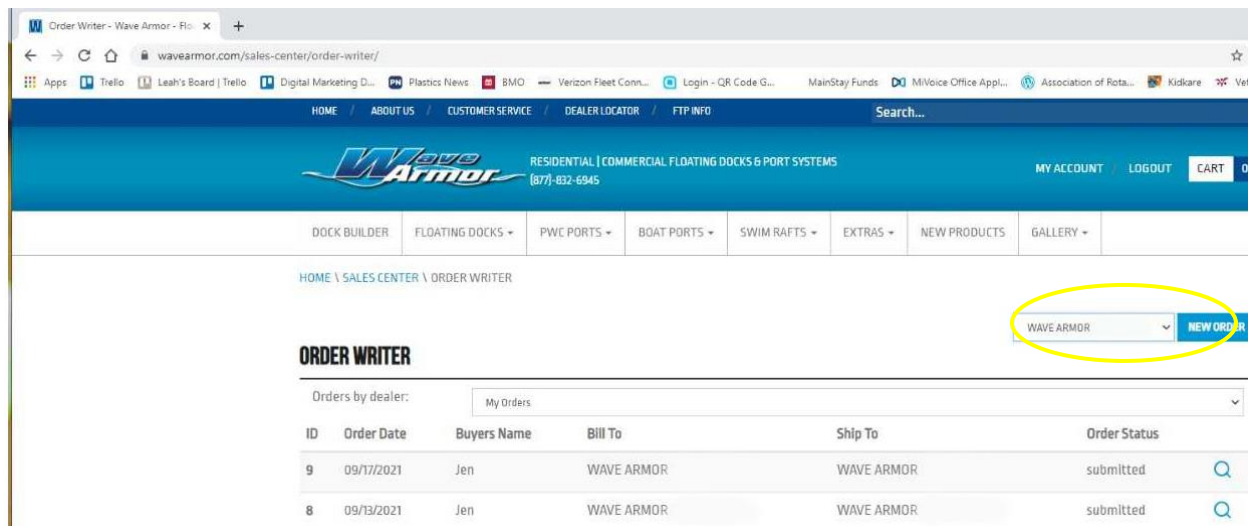 Order Writer - Wave Armor - Flo
wavearmor.com/sales-center/order-writer/
Apps Trello Leah's Board | Trello Digital Marketing D... Plastics News BMO Verizon Fleet Conn... Login - QR Code G... MainStay Funds MiVoice Office Appl... Association of Rota... Kidkare Vet
HOME / ABOUT US / CUSTOMER SERVICE / DEALER LOCATOR / FTP INFO Search...
Wave Armor
RESIDENTIAL | COMMERCIAL FLOATING DOCKS & PORT SYSTEMS
(877)-832-6945
MY ACCOUNT / LOGOUT CART 0
DOCK BUILDER FLOATING DOCKS PWC PORTS BOAT PORTS SWIM RAFTS EXTRAS NEW PRODUCTS GALLERY
HOME \ SALES CENTER \ ORDER WRITER
WAVE ARMOR NEW ORDER
ORDER WRITER
Orders by dealer: My Orders
ID Order Date Buyers Name Bill To Ship To Order Status
9 09/17/2021 Jen WAVE ARMOR WAVE ARMOR submitted
8 09/13/2021 Jen WAVE ARMOR WAVE ARMOR submitted